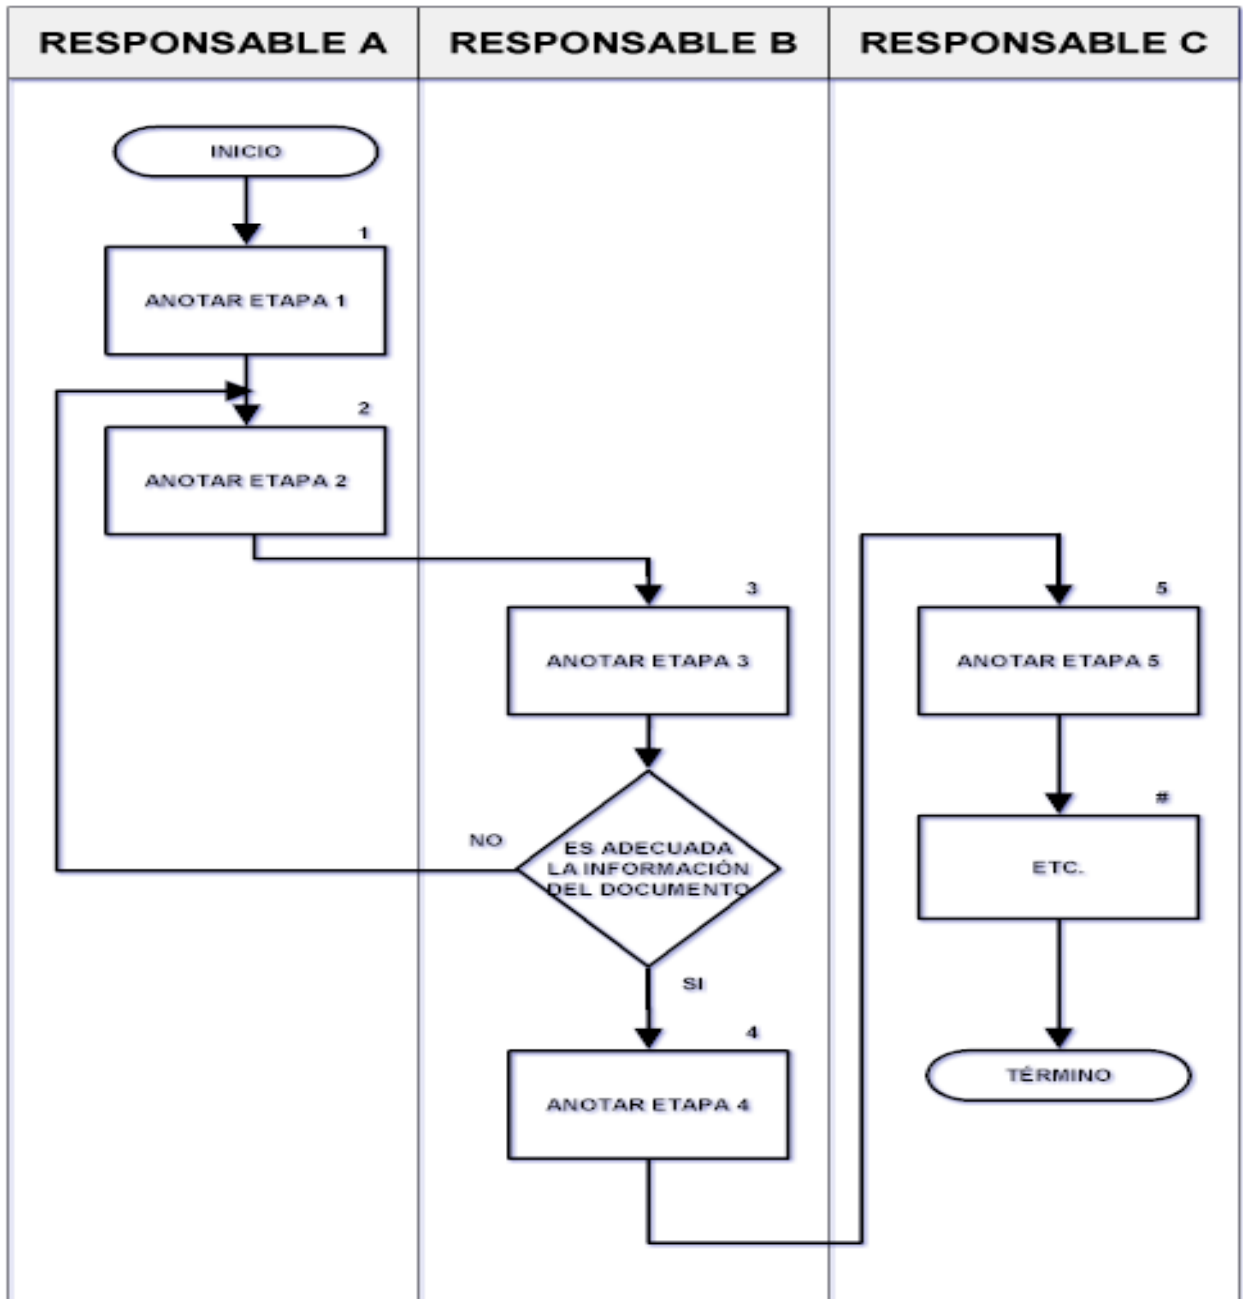 RESPONSABLE A
RESPONSABLE B
RESPONSABLE C
INICIO
1
ANOTAR ETAPA 1
2
ANOTAR ETAPA 2
3
ANOTAR ETAPA 3
NO
ES ADECUADA
LA INFORMACIÓN
DEL DOCUMENTO
SI
4
ANOTAR ETAPA 4
5
ANOTAR ETAPA 5
#
ETC.
TÉRMINO